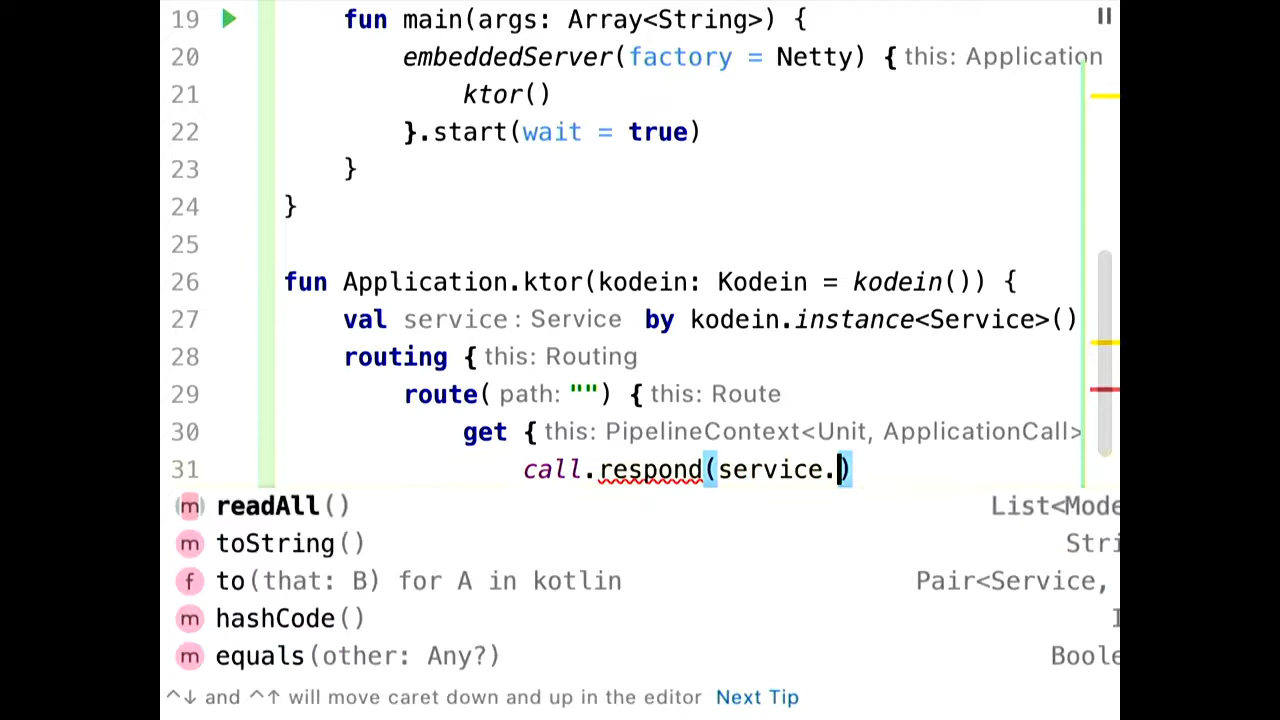 19 fun main(args: Array<String>) {
20 embeddedServer(factory = Netty) { this: Application
21 ktor()
22 }.start(wait = true)
23 }
24 }
25
26 fun Application.ktor(kodein: Kodein = kodein()) {
27 val service: Service by kodein.instance<Service>()
28 routing { this: Routing
29 route( path: "") { this: Route
30 get { this: PipelineContext<Unit, ApplicationCall>
31 call.respond(service.)
m readAll() List<Mode
m toString() Stri
f to(that: B) for A in kotlin Pair<Service,
m hashCode() I
m equals(other: Any?) Boole
^↓ and ^↑ will move caret down and up in the editor Next Tip